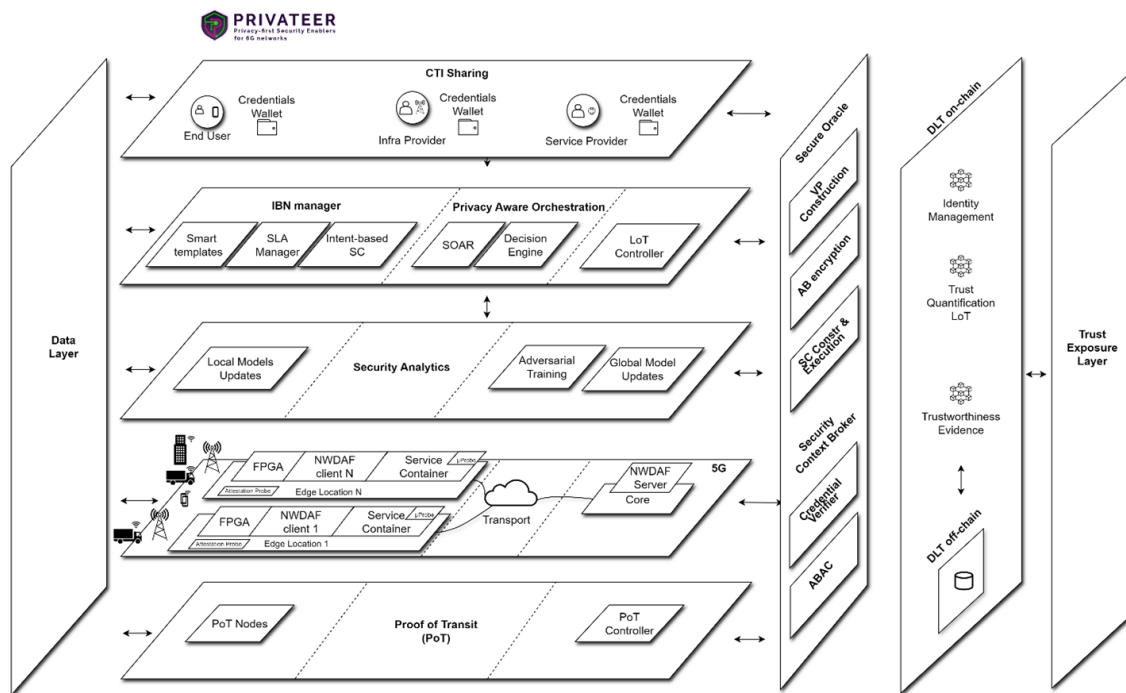 PRIVATEER
Privacy-first Security Enablers
for 6G networks
CTI Sharing
Credentials
Wallet
End User
Credentials
Wallet
Infra Provider
Credentials
Wallet
Service Provider
IBN manager
Privacy Aware Orchestration
Smart
templates
SLA
Manager
Intent-based
SC
SOAR
Decision
Engine
LoT
Controller
Data
Layer
Local Models
Updates
Security Analytics
Adversarial
Training
Global Model
Updates
FPGA
NWDAF
client N
Service
Container
µProbe
Attestation Probe
Edge Location N
FPGA
NWDAF
client 1
Service
Container
µProbe
Attestation Probe
Edge Location 1
Transport
5G
NWDAF
Server
Core
PoT Nodes
Proof of Transit
(PoT)
PoT
Controller
Secure Oracle
VP
Construction
AB encryption
SC Constr &
Execution
Security
Context Broker
Credential
Verifier
ABAC
DLT on-chain
Identity
Management
Trust
Quantification
LoT
Trustworthiness
Evidence
DLT off-chain
Trust
Exposure
Layer